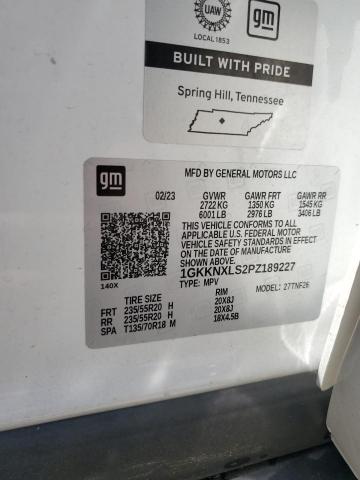 UAW
LOCAL 1853
gm
BUILT WITH PRIDE
Spring Hill, Tennessee
gm
MFD BY GENERAL MOTORS LLC
02/23 GVWR GAWR FRT GAWR RR
2722 KG 1350 KG 1545 KG
6001 LB 2976 LB 3406 LB
THIS VEHICLE CONFORMS TO ALL
APPLICABLE U.S. FEDERAL MOTOR
VEHICLE SAFETY STANDARDS IN EFFECT
ON THE DATE OF MANUFACTURE
SHOWN ABOVE.
1GKKNXLS2PZ189227
TYPE: MPV MODEL: 27TNF26
140X
TIRE SIZE RIM
FRT 235/55R20 H 20X8J
RR 235/55R20 H 20X8J
SPA T135/70R18 M 18X4.5B